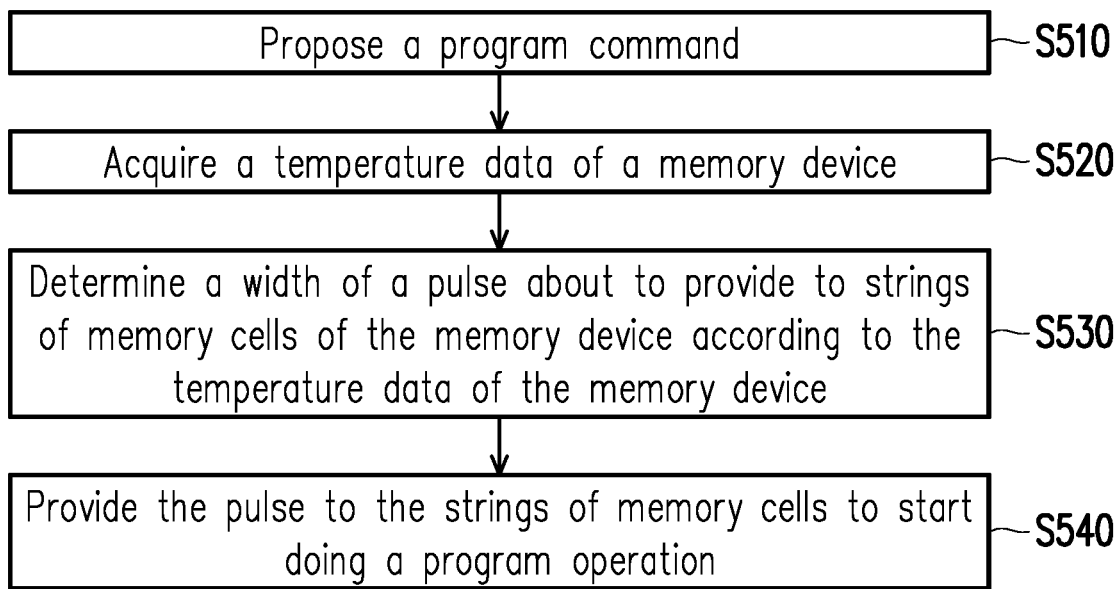 Propose a program command
S510
Acquire a temperature data of a memory device
S520
Determine a width of a pulse about to provide to strings
of memory cells of the memory device according to the
temperature data of the memory device
S530
Provide the pulse to the strings of memory cells to start
doing a program operation
S540